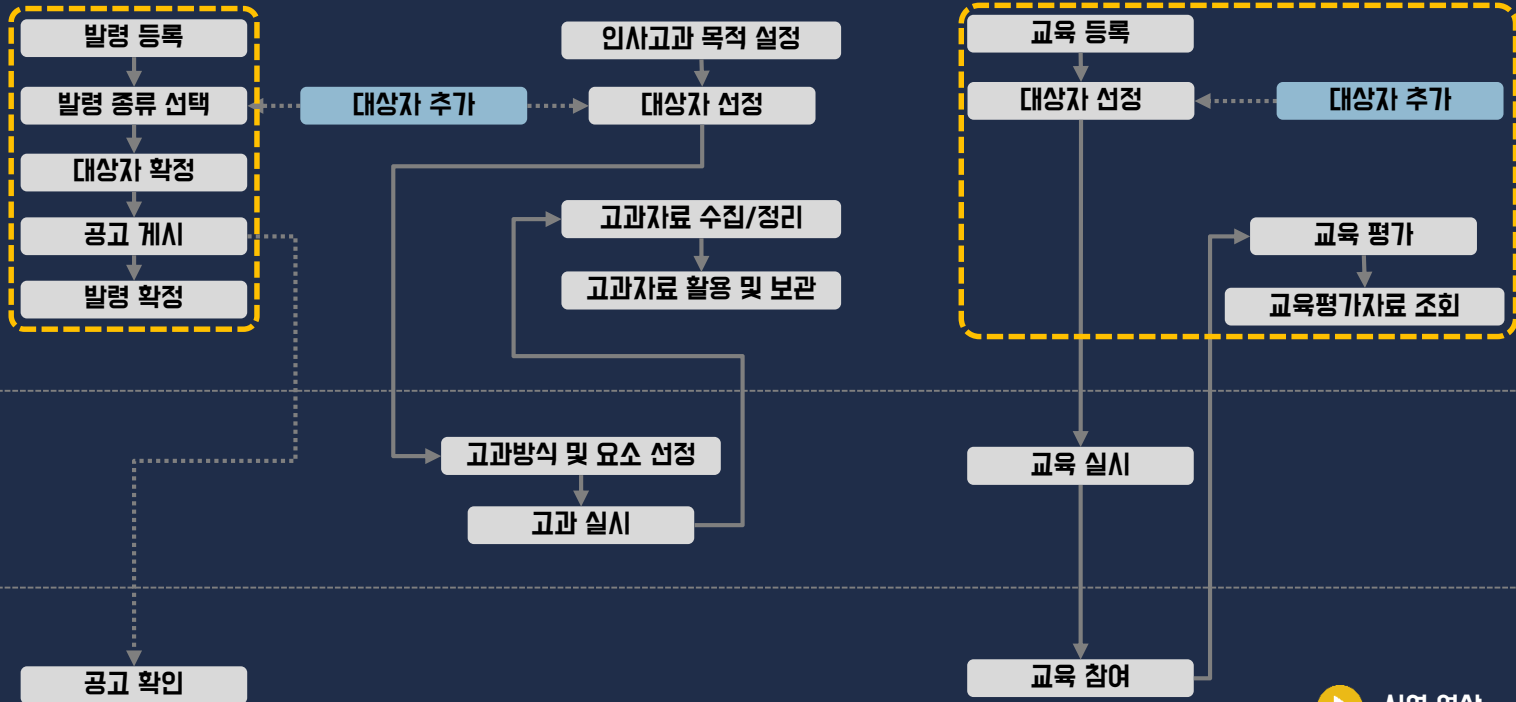 발령 등록
발령 종류 선택
대상자 확정
공고 게시
발령 확정
대상자 추가
인사고과 목적 설정
대상자 선정
고과자료 수집/정리
고과자료 활용 및 보관
고과방식 및 요소 선정
고과 실시
교육 등록
대상자 선정
대상자 추가
교육 평가
교육평가자료 조회
교육 실시
교육 참여
공고 확인